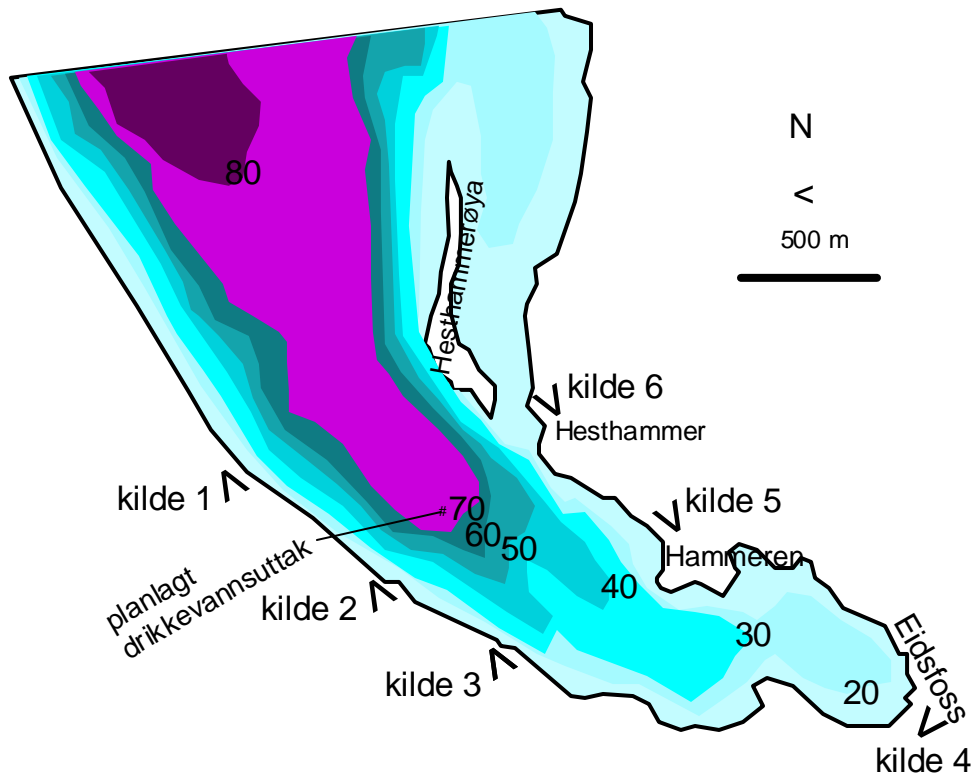 N
<
500 m
80
Hesthammerøya
kilde 6
Hesthammer
kilde 1
70
kilde 5
60
50
Hammeren
planlagt
drikkevannsuttak
40
kilde 2
30
Eidsfoss
kilde 3
20
kilde 4